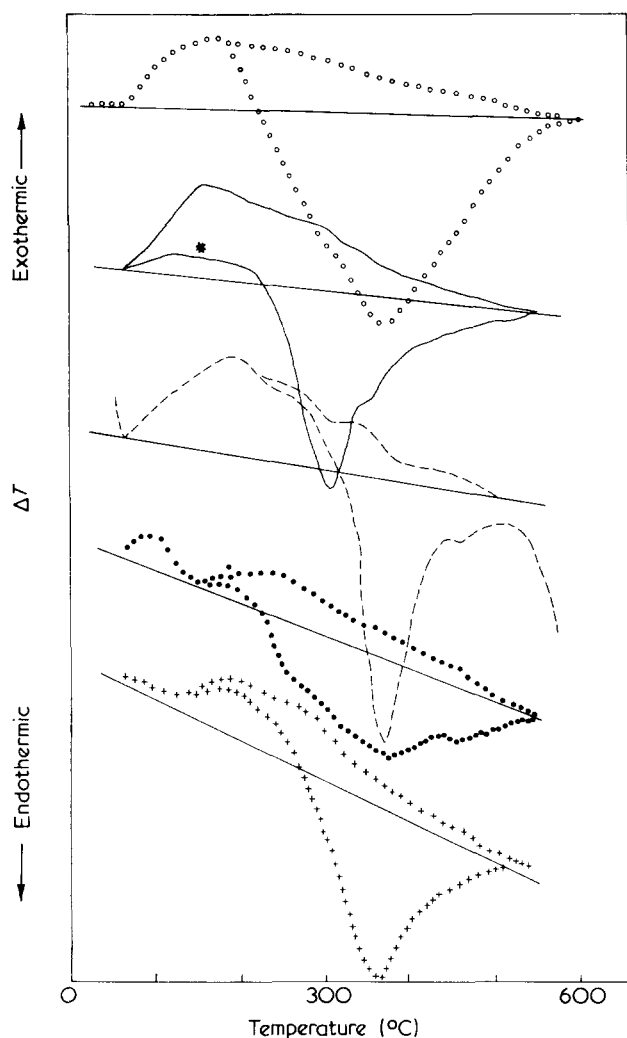 Exothermic →
*
ΔT
← Endothermic
0 300 600
Temperature (°C)